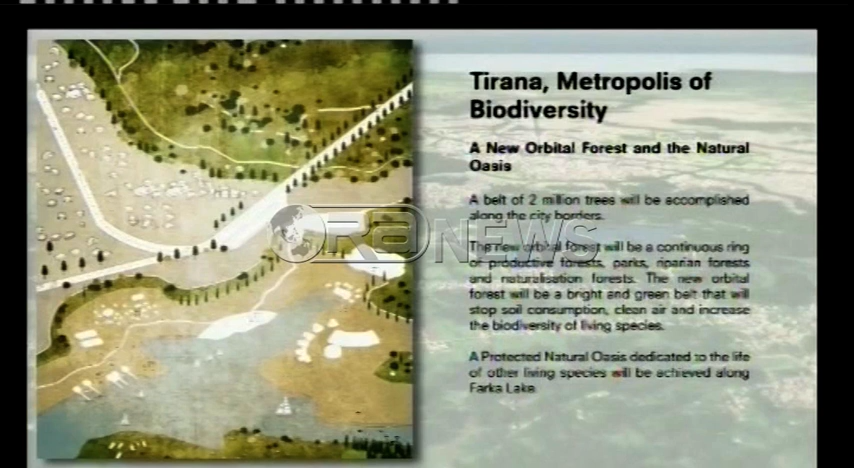 Tirana, Metropolis of
Biodiversity
A New Orbital Forest and the Natural
Oasis
A belt of 2 million trees will be accomplished
along the city borders.
ORA NEWS
The new orbital forest will be a continuous ring
of productive forests, parks, riparian forests
and naturalisation forests. The new orbital
forest will be a bright and green belt that will
stop soil consumption, clean air and increase
the biodiversity of living species.
A Protected Natural Oasis dedicated to the life
of other living species will be achieved along
Farka Lake.